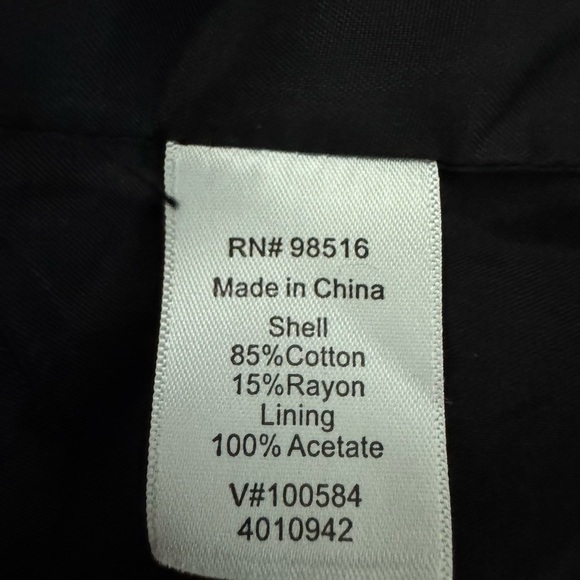 RN# 98516
Made in China
Shell
85%Cotton
15%Rayon
Lining
100% Acetate
V#100584
4010942